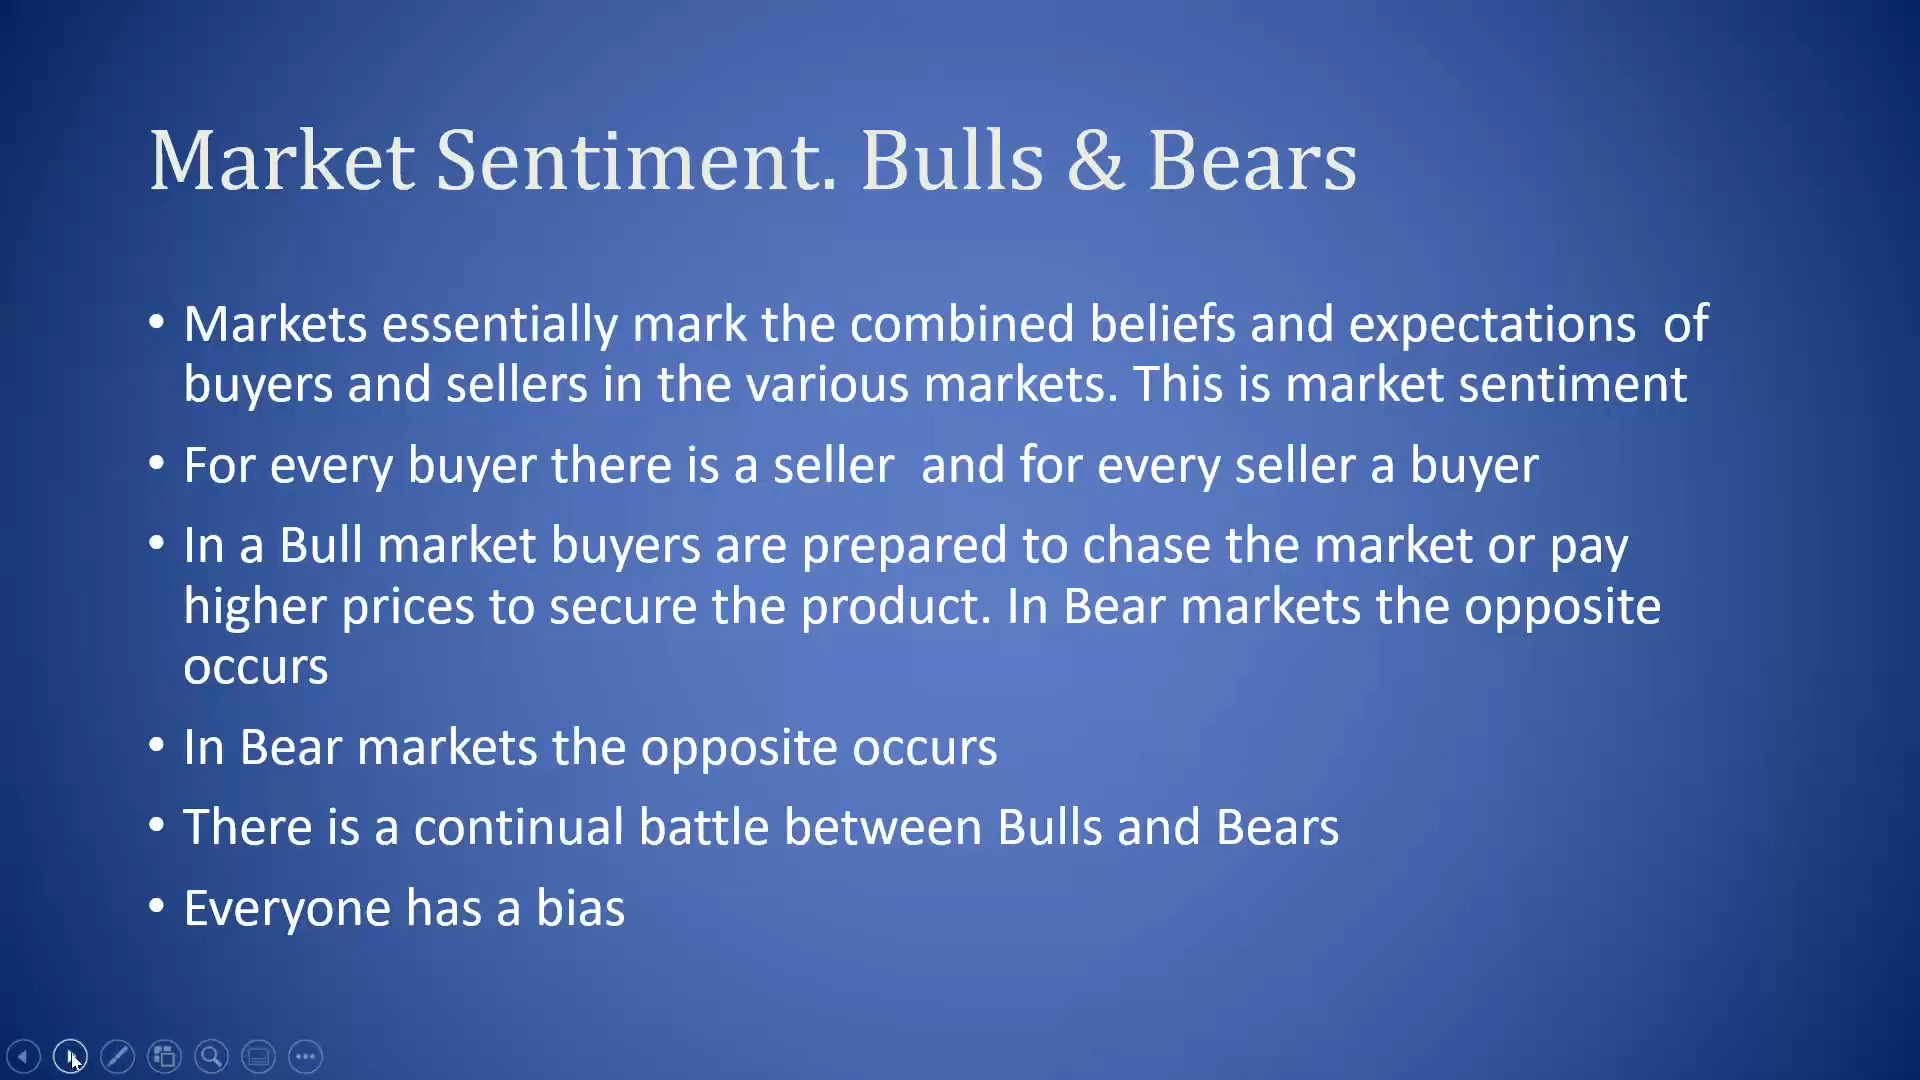 Market Sentiment. Bulls & Bears
• Markets essentially mark the combined beliefs and expectations  of
buyers and sellers in the various markets. This is market sentiment
• For every buyer there is a seller  and for every seller a buyer
• In a Bull market buyers are prepared to chase the market or pay
higher prices to secure the product. In Bear markets the opposite
occurs
• In Bear markets the opposite occurs
• There is a continual battle between Bulls and Bears
• Everyone has a bias